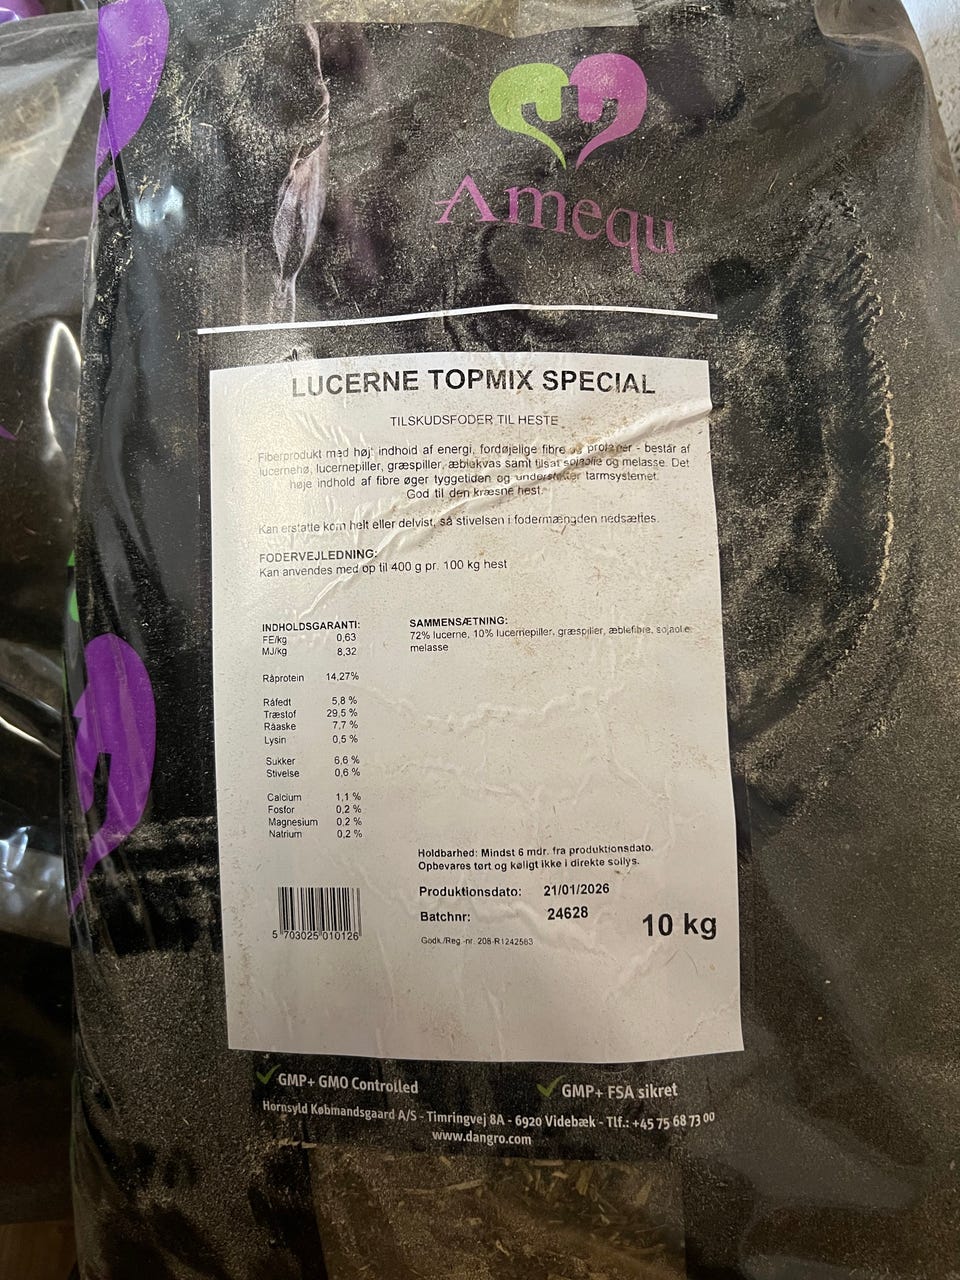 Amequ
LUCERNE TOPMIX SPECIAL
TILSKUDSFODER TIL HESTE
Fiberprodukt med højt indhold af energi, fordøjelige fibre og proteiner - består af
lucernehø, lucernepiller, græspiller, æblekvas samt tilsat sojaolie og melasse. Det
høje indhold af fibre øger tyggetiden og understøtter tarmsystemet.
God til den kræsne hest.
Kan erstatte korn helt eller delvist, så stivelsen i fodermængden nedsættes.
FODERVEJLEDNING:
Kan anvendes med op til 400 g pr. 100 kg hest
INDHOLDSGARANTI:
FE/kg 0,63
MJ/kg 8,32
Råprotein 14,27%
Råfedt 5,8 %
Træstof 29,5 %
Råaske 7,7 %
Lysin 0,5 %
Sukker 6,6 %
Stivelse 0,6 %
Calcium 1,1 %
Fosfor 0,2 %
Magnesium 0,2 %
Natrium 0,2 %
SAMMENSÆTNING:
72% lucerne, 10% lucernepiller, græspiller, æblefibre, sojaolie
melasse
Holdbarhed: Mindst 6 mdr. fra produktionsdato.
Opbevares tørt og køligt ikke i direkte sollys.
Produktionsdato: 21/01/2026
Batchnr: 24628
10 kg
Godk./Reg.-nr. 208-R1242563
5 703025 010126
GMP+ GMO Controlled
GMP+ FSA sikret
Hornsyld Købmandsgaard A/S - Timringvej 8A - 6920 Videbæk - Tlf.: +45 75 68 73 00
www.dangro.com